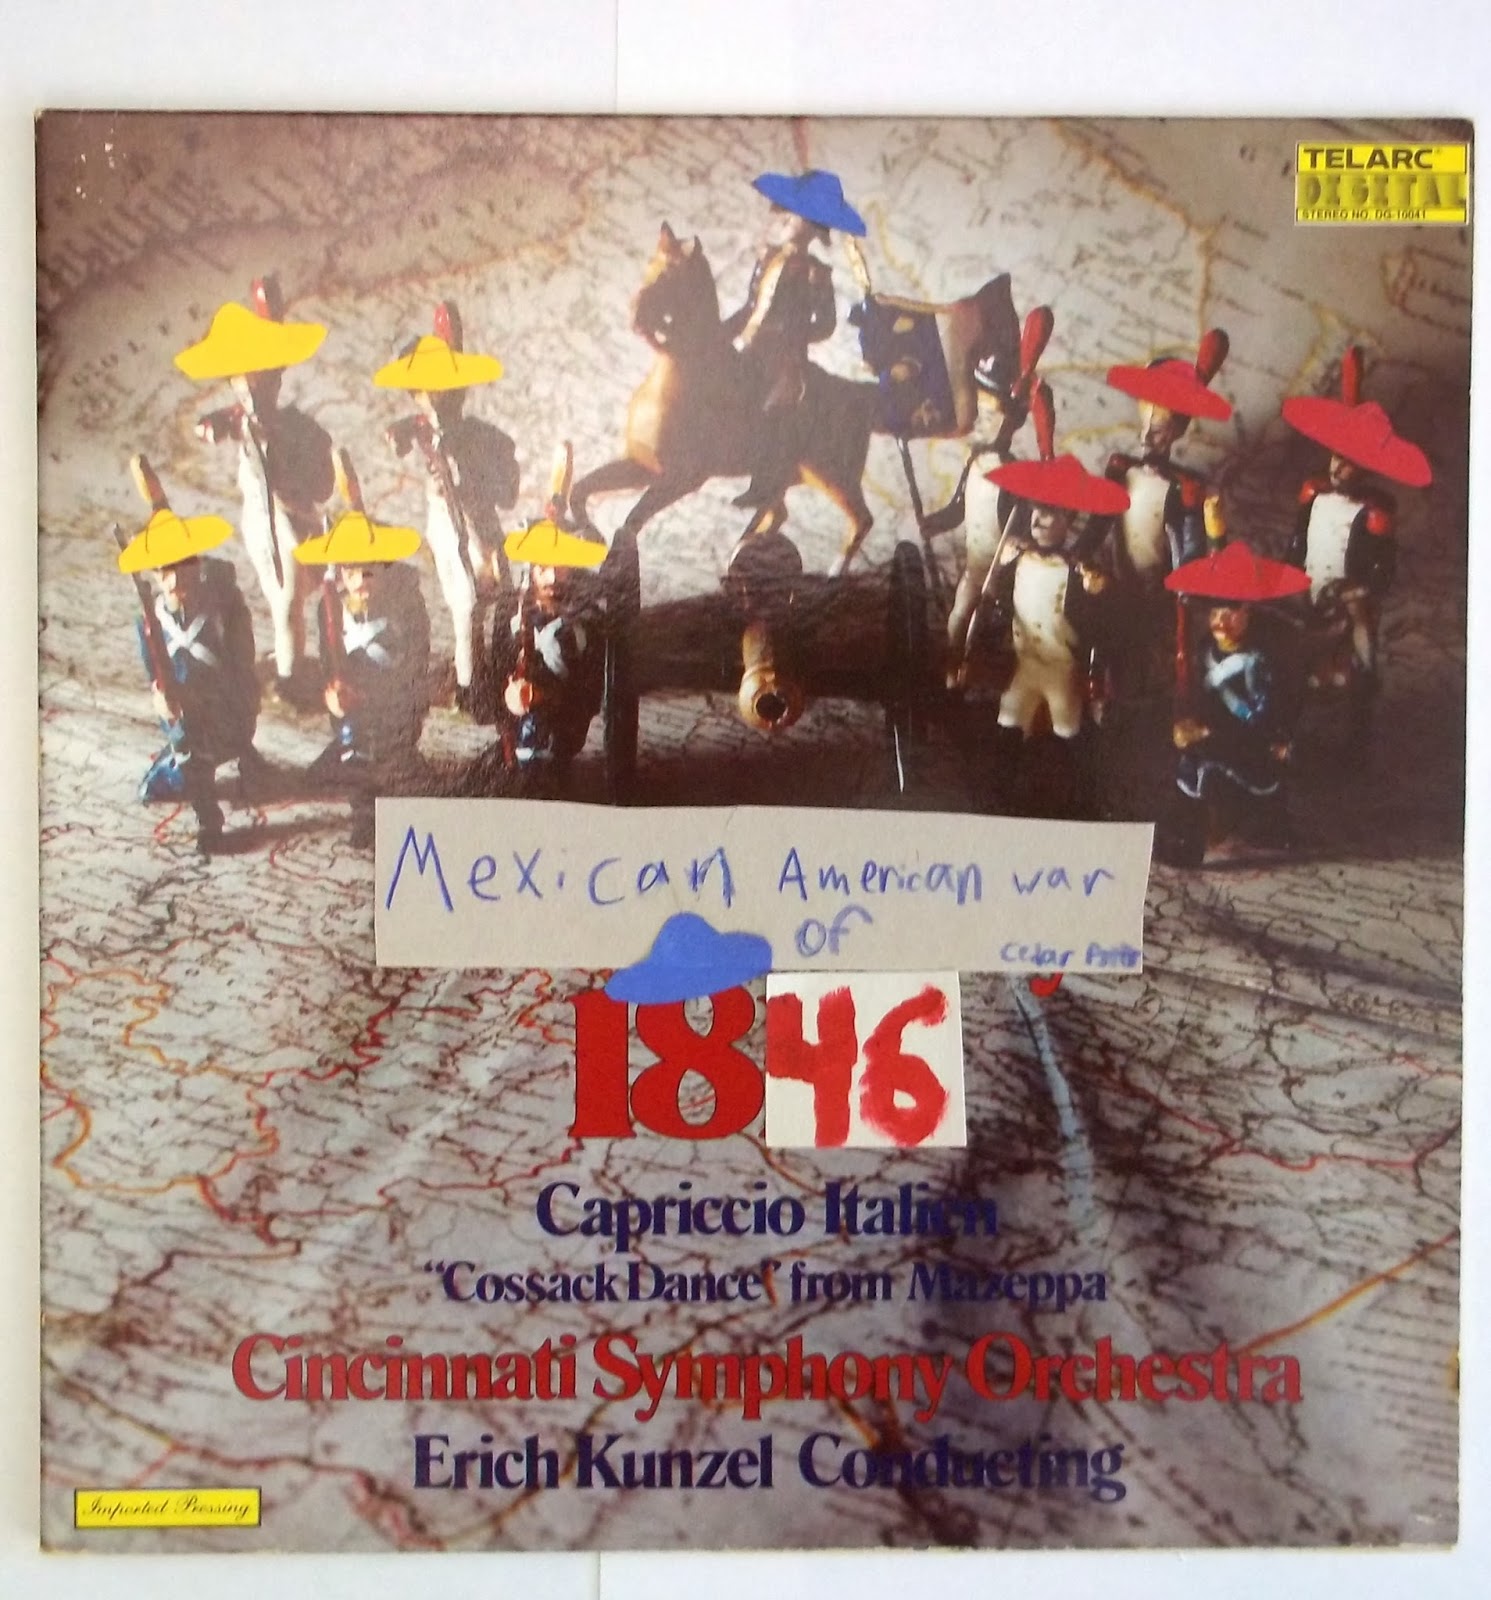 TELARC®
DIGITAL
STEREO NO. DG-10041
Mexican American war
of
Cedar
1846
Capriccio Italien
“Cossack Dance” from Mazeppa
Cincinnati Symphony Orchestra
Erich Kunzel Conducting
Imported Pressing